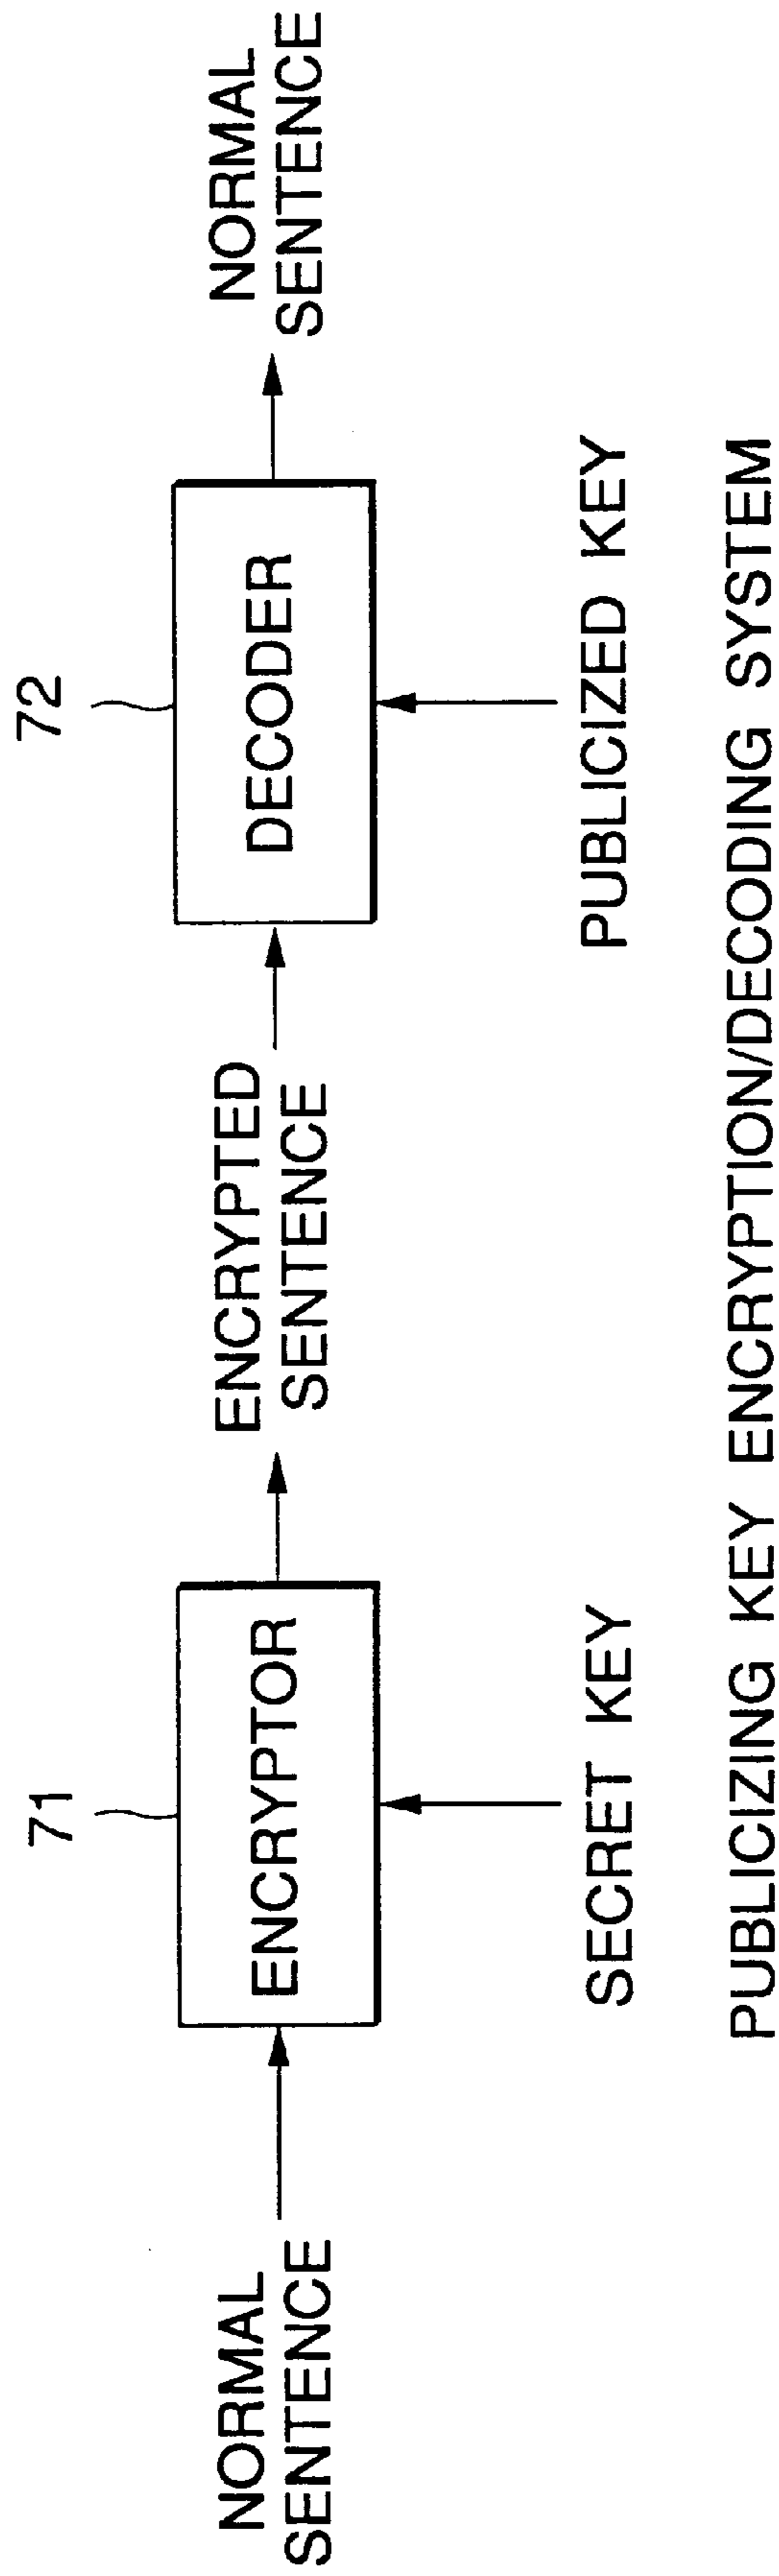 71
72
NORMAL
SENTENCE
ENCRYPTOR
ENCRYPTED
SENTENCE
DECODER
NORMAL
SENTENCE
SECRET KEY
PUBLICIZED KEY
PUBLICIZING KEY ENCRYPTION/DECODING SYSTEM